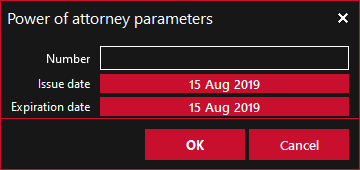 Power of attorney parameters
Number
Issue date 15 Aug 2019
Expiration date 15 Aug 2019
OK Cancel